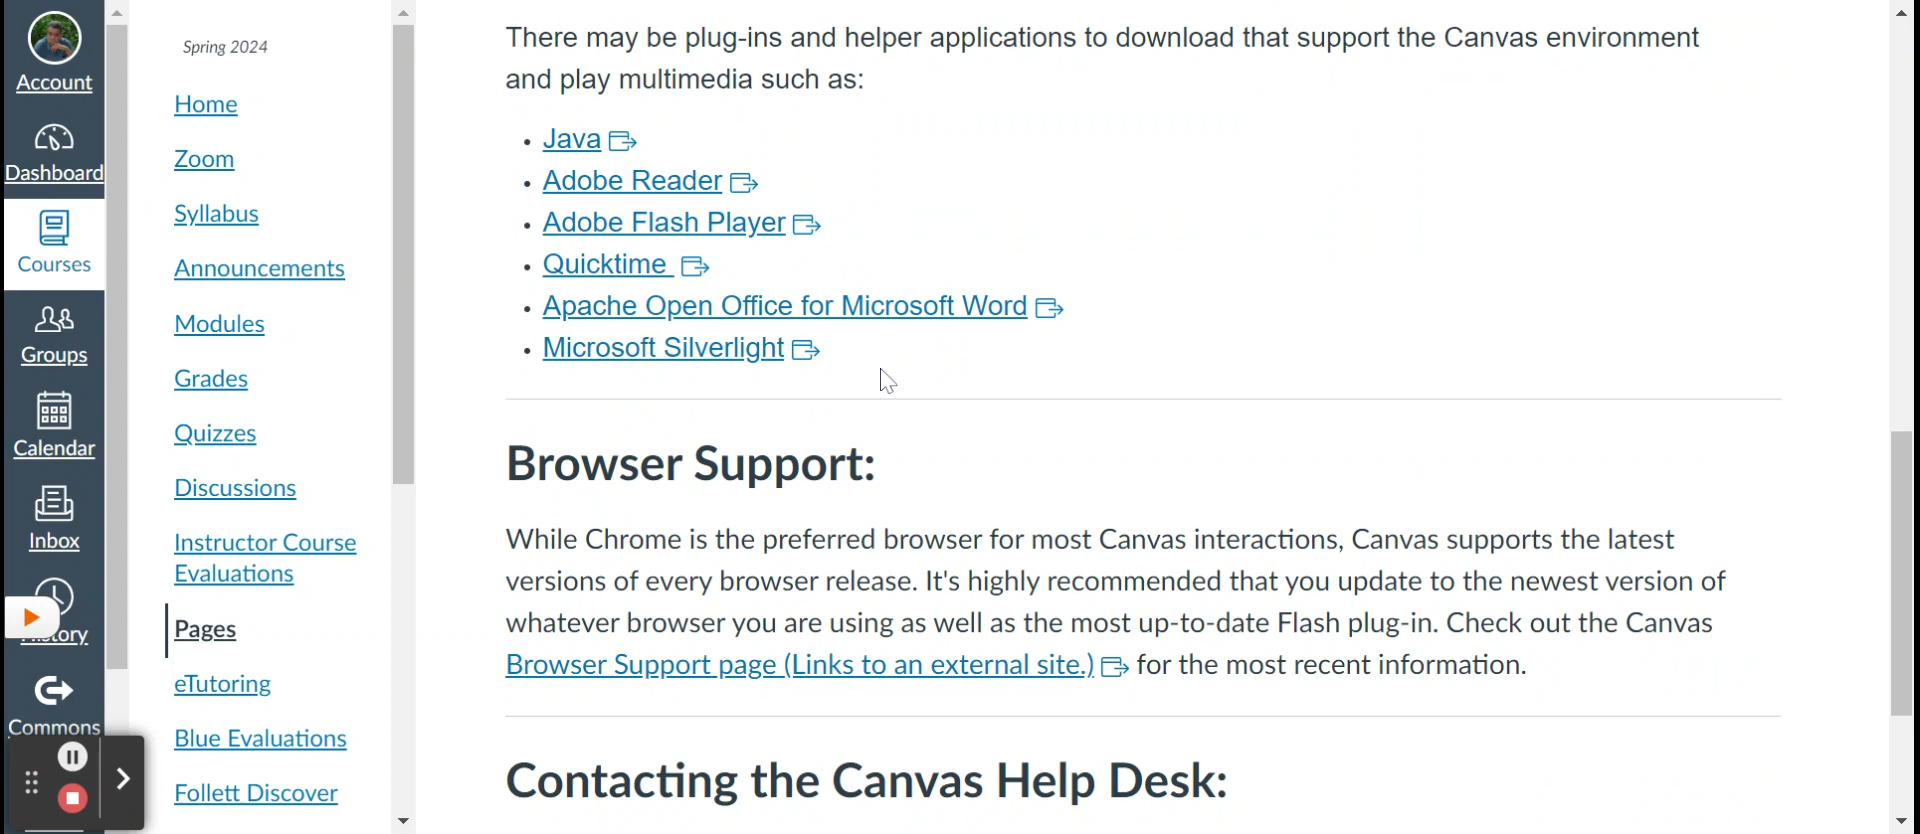 Account
Dashboard
Courses
Groups
Calendar
Inbox
tory
Commons
Spring 2024
Home
Zoom
Syllabus
Announcements
Modules
Grades
Quizzes
Discussions
Instructor Course
Evaluations
Pages
eTutoring
Blue Evaluations
Follett Discover
There may be plug-ins and helper applications to download that support the Canvas environment
and play multimedia such as:
• Java
• Adobe Reader
• Adobe Flash Player
• Quicktime
• Apache Open Office for Microsoft Word
• Microsoft Silverlight
Browser Support:
While Chrome is the preferred browser for most Canvas interactions, Canvas supports the latest
versions of every browser release. It's highly recommended that you update to the newest version of
whatever browser you are using as well as the most up-to-date Flash plug-in. Check out the Canvas
Browser Support page (Links to an external site.) for the most recent information.
Contacting the Canvas Help Desk: